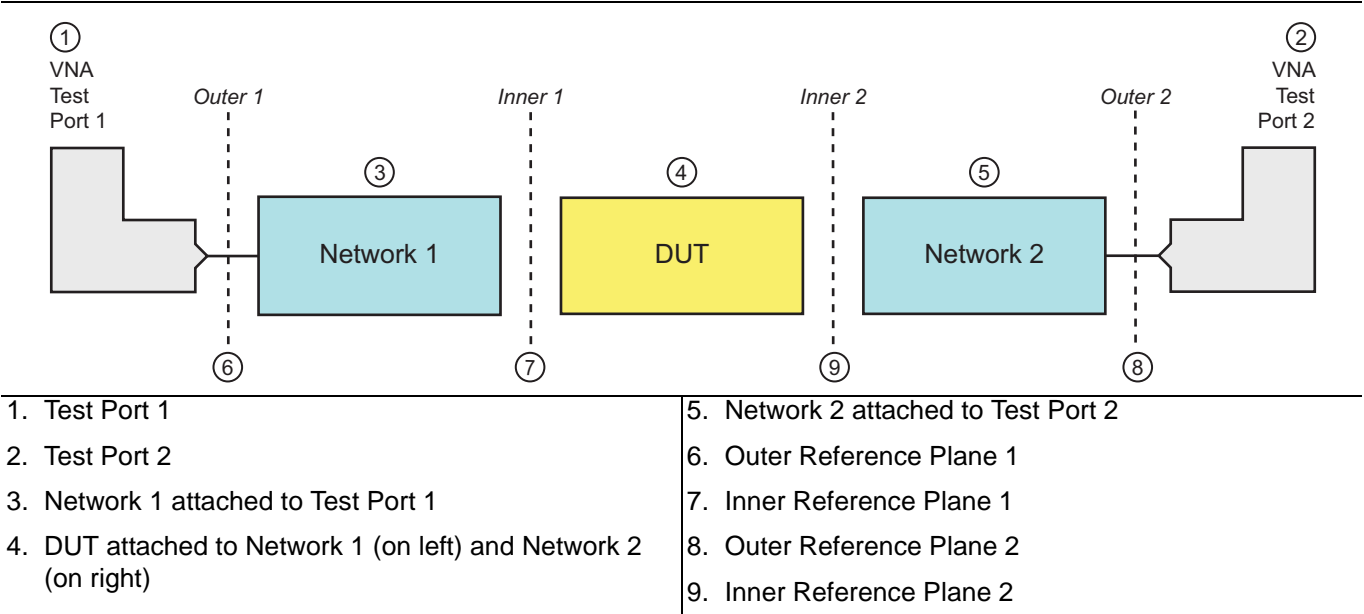 1
VNA
Test
Port 1
2
VNA
Test
Port 2
Outer 1
Inner 1
Inner 2
Outer 2
3
4
5
Network 1
DUT
Network 2
6
7
9
8
1. Test Port 1
2. Test Port 2
3. Network 1 attached to Test Port 1
4. DUT attached to Network 1 (on left) and Network 2
(on right)
5. Network 2 attached to Test Port 2
6. Outer Reference Plane 1
7. Inner Reference Plane 1
8. Outer Reference Plane 2
9. Inner Reference Plane 2